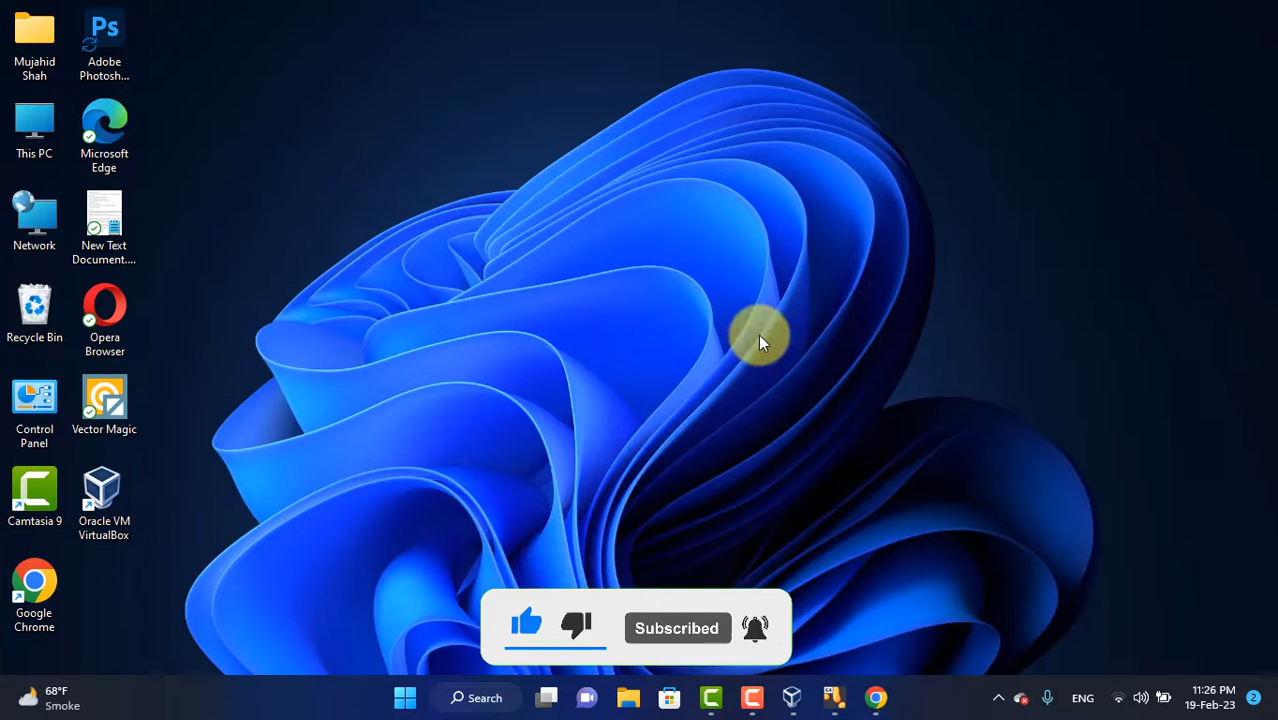 Mujahid
Shah
Ps
Adobe
Photosh...
This PC
Microsoft
Edge
Network
New Text
Document....
Recycle Bin
Opera
Browser
Control
Panel
Vector Magic
Camtasia 9
Oracle VM
VirtualBox
Google
Chrome
Subscribed
68°F
Smoke
Search
ENG
11:26 PM
19-Feb-23
2